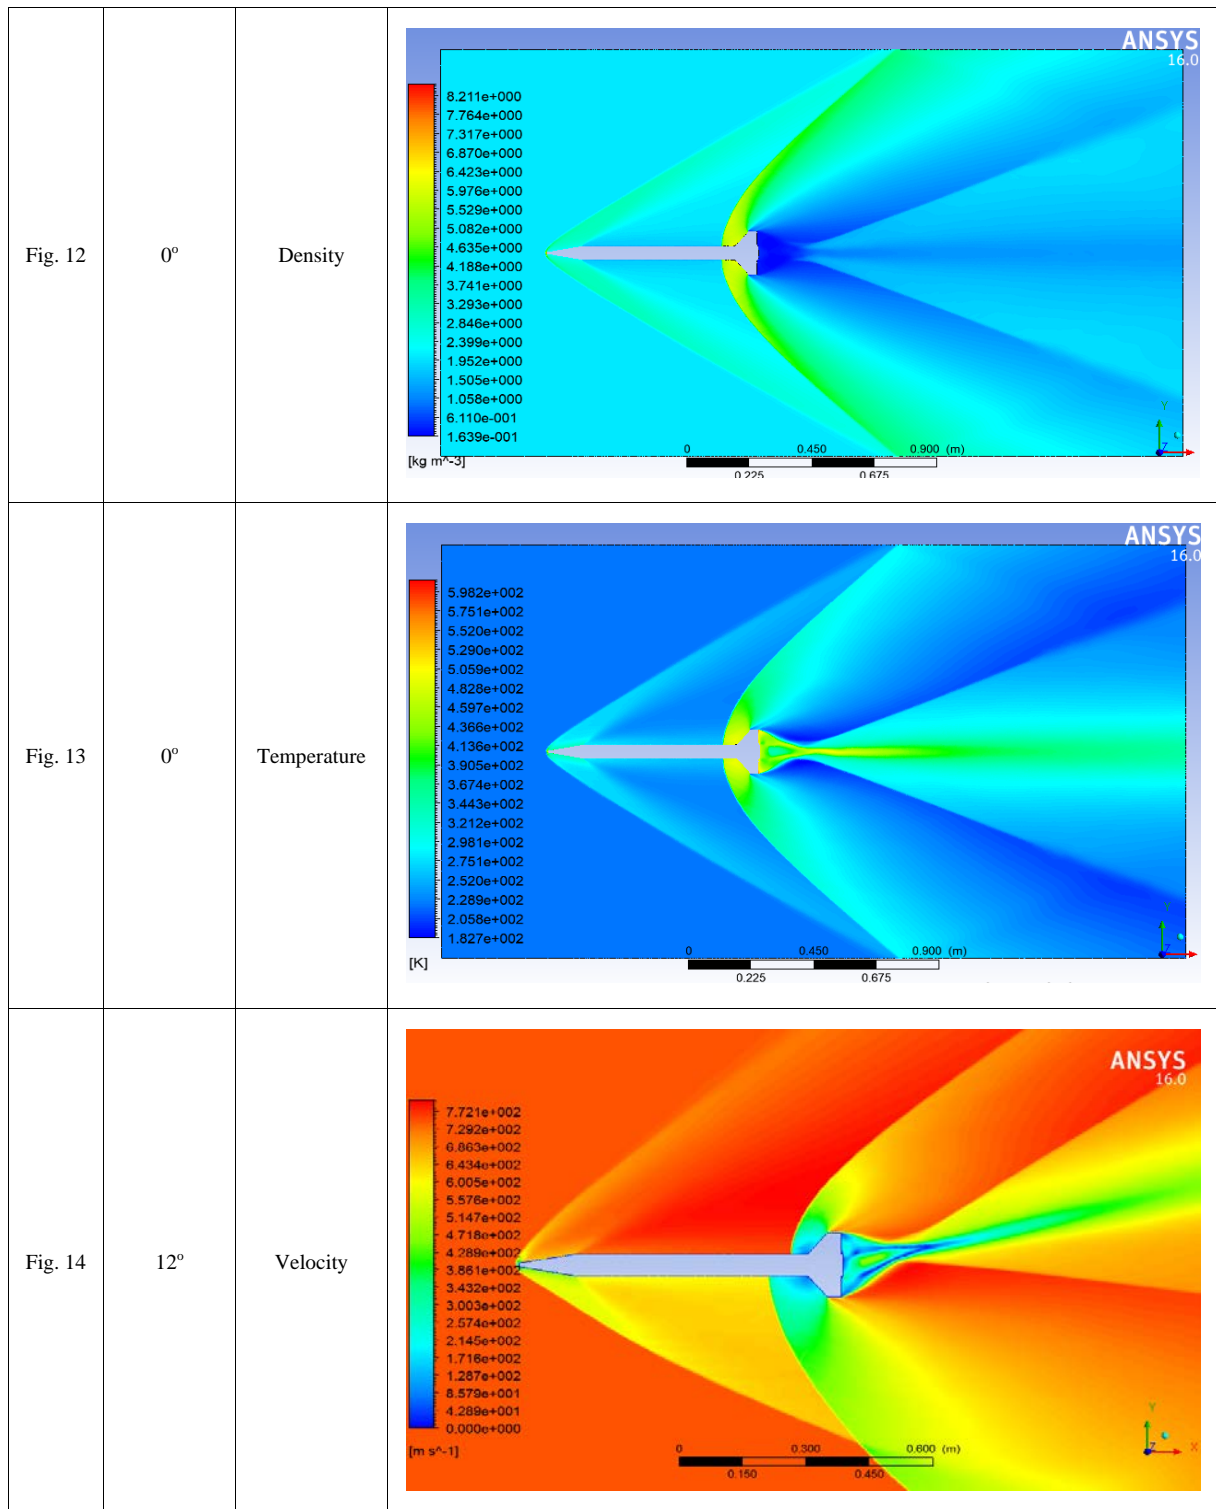 Fig. 12
0°
Density
ANSYS
16.0
8.211e+000
7.764e+000
7.317e+000
6.870e+000
6.423e+000
5.976e+000
5.529e+000
5.082e+000
4.635e+000
4.188e+000
3.741e+000
3.293e+000
2.846e+000
2.399e+000
1.952e+000
1.505e+000
1.058e+000
6.110e-001
1.639e-001
[kg m^-3]
0 0.450 0.900 (m)
0.225 0.675
Y
Z
Fig. 13
0°
Temperature
ANSYS
16.0
5.982e+002
5.751e+002
5.520e+002
5.290e+002
5.059e+002
4.828e+002
4.597e+002
4.366e+002
4.136e+002
3.905e+002
3.674e+002
3.443e+002
3.212e+002
2.981e+002
2.751e+002
2.520e+002
2.289e+002
2.058e+002
1.827e+002
[K]
0 0.450 0.900 (m)
0.225 0.675
Y
Z
Fig. 14
12°
Velocity
ANSYS
16.0
7.721e+002
7.292e+002
6.863e+002
6.434e+002
6.005e+002
5.576e+002
5.147e+002
4.718e+002
4.289e+002
3.861e+002
3.432e+002
3.003e+002
2.574e+002
2.145e+002
1.716e+002
1.287e+002
8.579e+001
4.289e+001
0.000e+000
[m s^-1]
0 0.300 0.600 (m)
0.150 0.450
Y
Z X